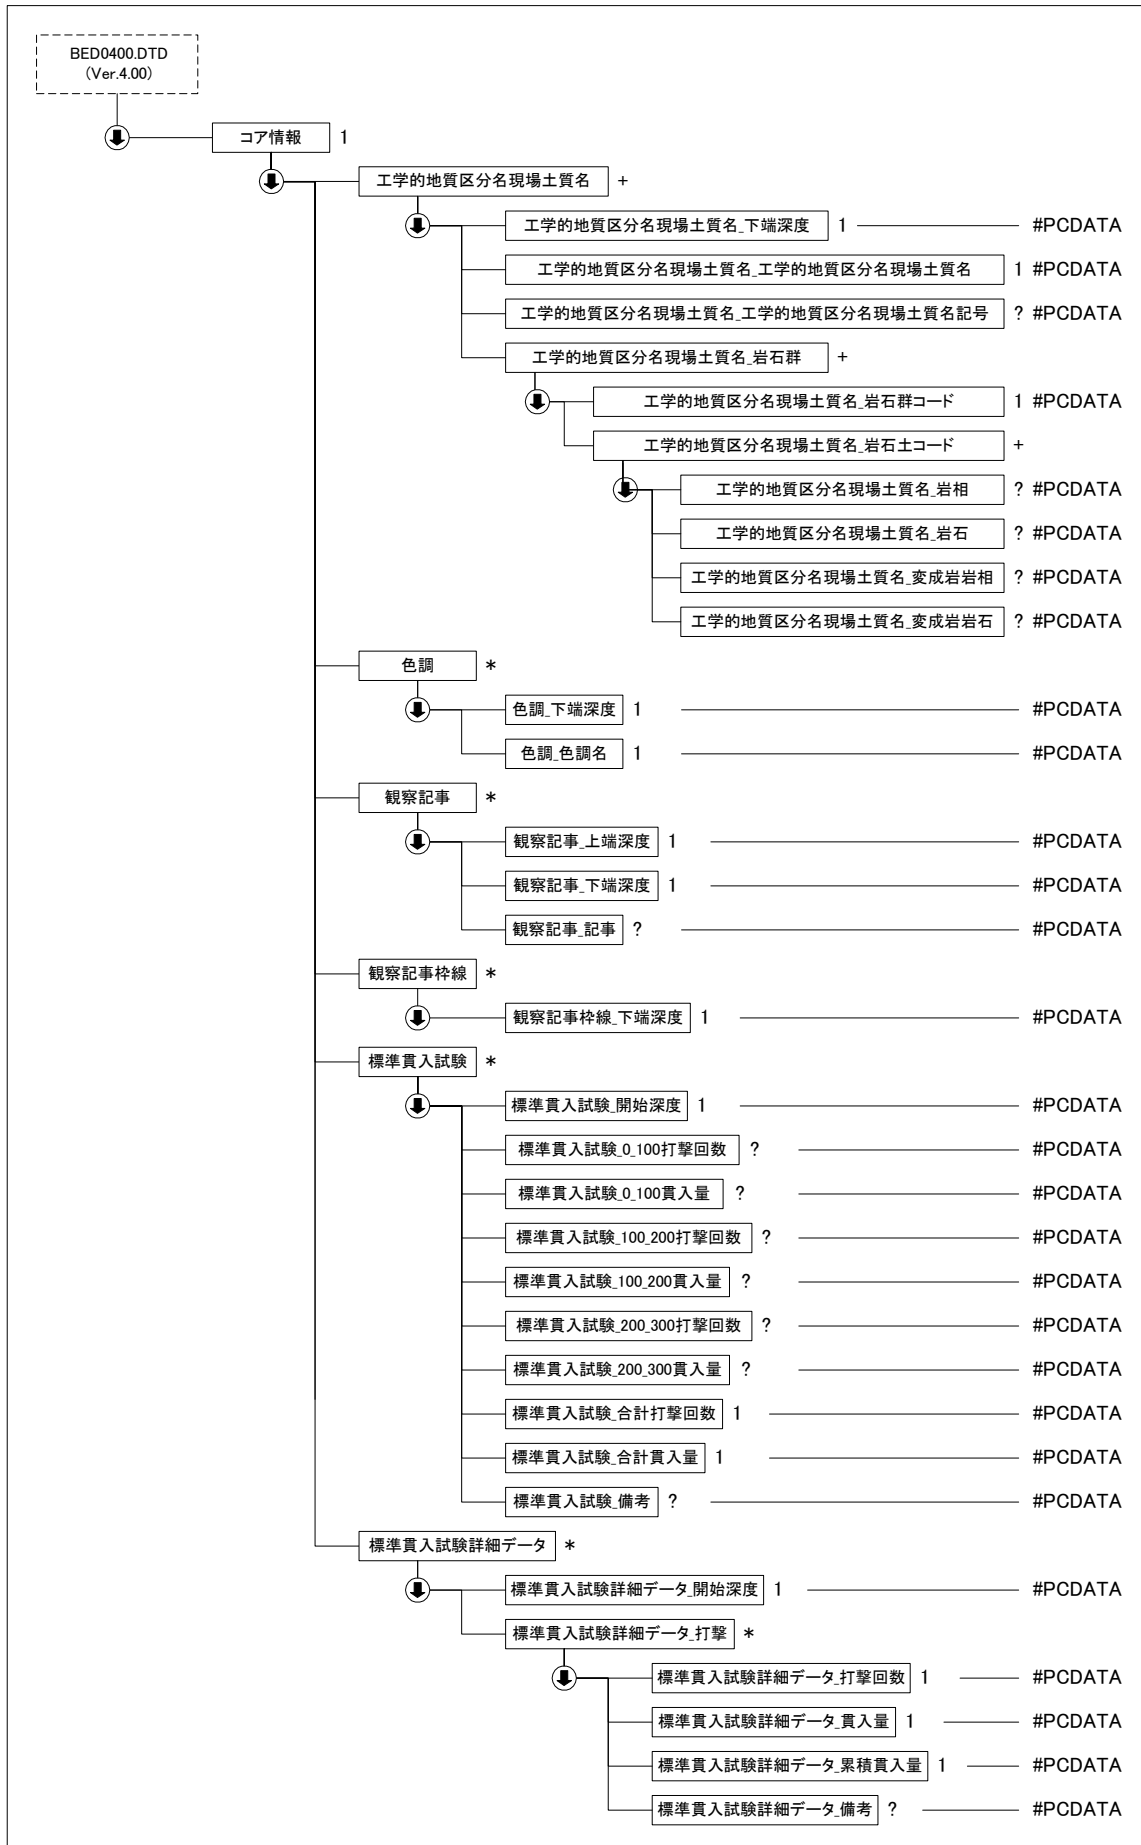 BED0400.DTD
(Ver.4.00)
コア情報 1
工学的地質区分名現場土質名 +
工学的地質区分名現場土質名_下端深度 1 #PCDATA
工学的地質区分名現場土質名_工学的地質区分名現場土質名 1 #PCDATA
工学的地質区分名現場土質名_工学的地質区分名現場土質名記号 ? #PCDATA
工学的地質区分名現場土質名_岩石群 +
工学的地質区分名現場土質名_岩石群コード 1 #PCDATA
工学的地質区分名現場土質名_岩石土コード +
工学的地質区分名現場土質名_岩相 ? #PCDATA
工学的地質区分名現場土質名_岩石 ? #PCDATA
工学的地質区分名現場土質名_変成岩岩相 ? #PCDATA
工学的地質区分名現場土質名_変成岩岩石 ? #PCDATA
色調 *
色調_下端深度 1 #PCDATA
色調_色調名 1 #PCDATA
観察記事 *
観察記事_上端深度 1 #PCDATA
観察記事_下端深度 1 #PCDATA
観察記事_記事 ? #PCDATA
観察記事枠線 *
観察記事枠線_下端深度 1 #PCDATA
標準貫入試験 *
標準貫入試験_開始深度 1 #PCDATA
標準貫入試験_0_100打撃回数 ? #PCDATA
標準貫入試験_0_100貫入量 ? #PCDATA
標準貫入試験_100_200打撃回数 ? #PCDATA
標準貫入試験_100_200貫入量 ? #PCDATA
標準貫入試験_200_300打撃回数 ? #PCDATA
標準貫入試験_200_300貫入量 ? #PCDATA
標準貫入試験_合計打撃回数 1 #PCDATA
標準貫入試験_合計貫入量 1 #PCDATA
標準貫入試験_備考 ? #PCDATA
標準貫入試験詳細データ *
標準貫入試験詳細データ_開始深度 1 #PCDATA
標準貫入試験詳細データ_打撃 *
標準貫入試験詳細データ_打撃回数 1 #PCDATA
標準貫入試験詳細データ_貫入量 1 #PCDATA
標準貫入試験詳細データ_累積貫入量 1 #PCDATA
標準貫入試験詳細データ_備考 ? #PCDATA